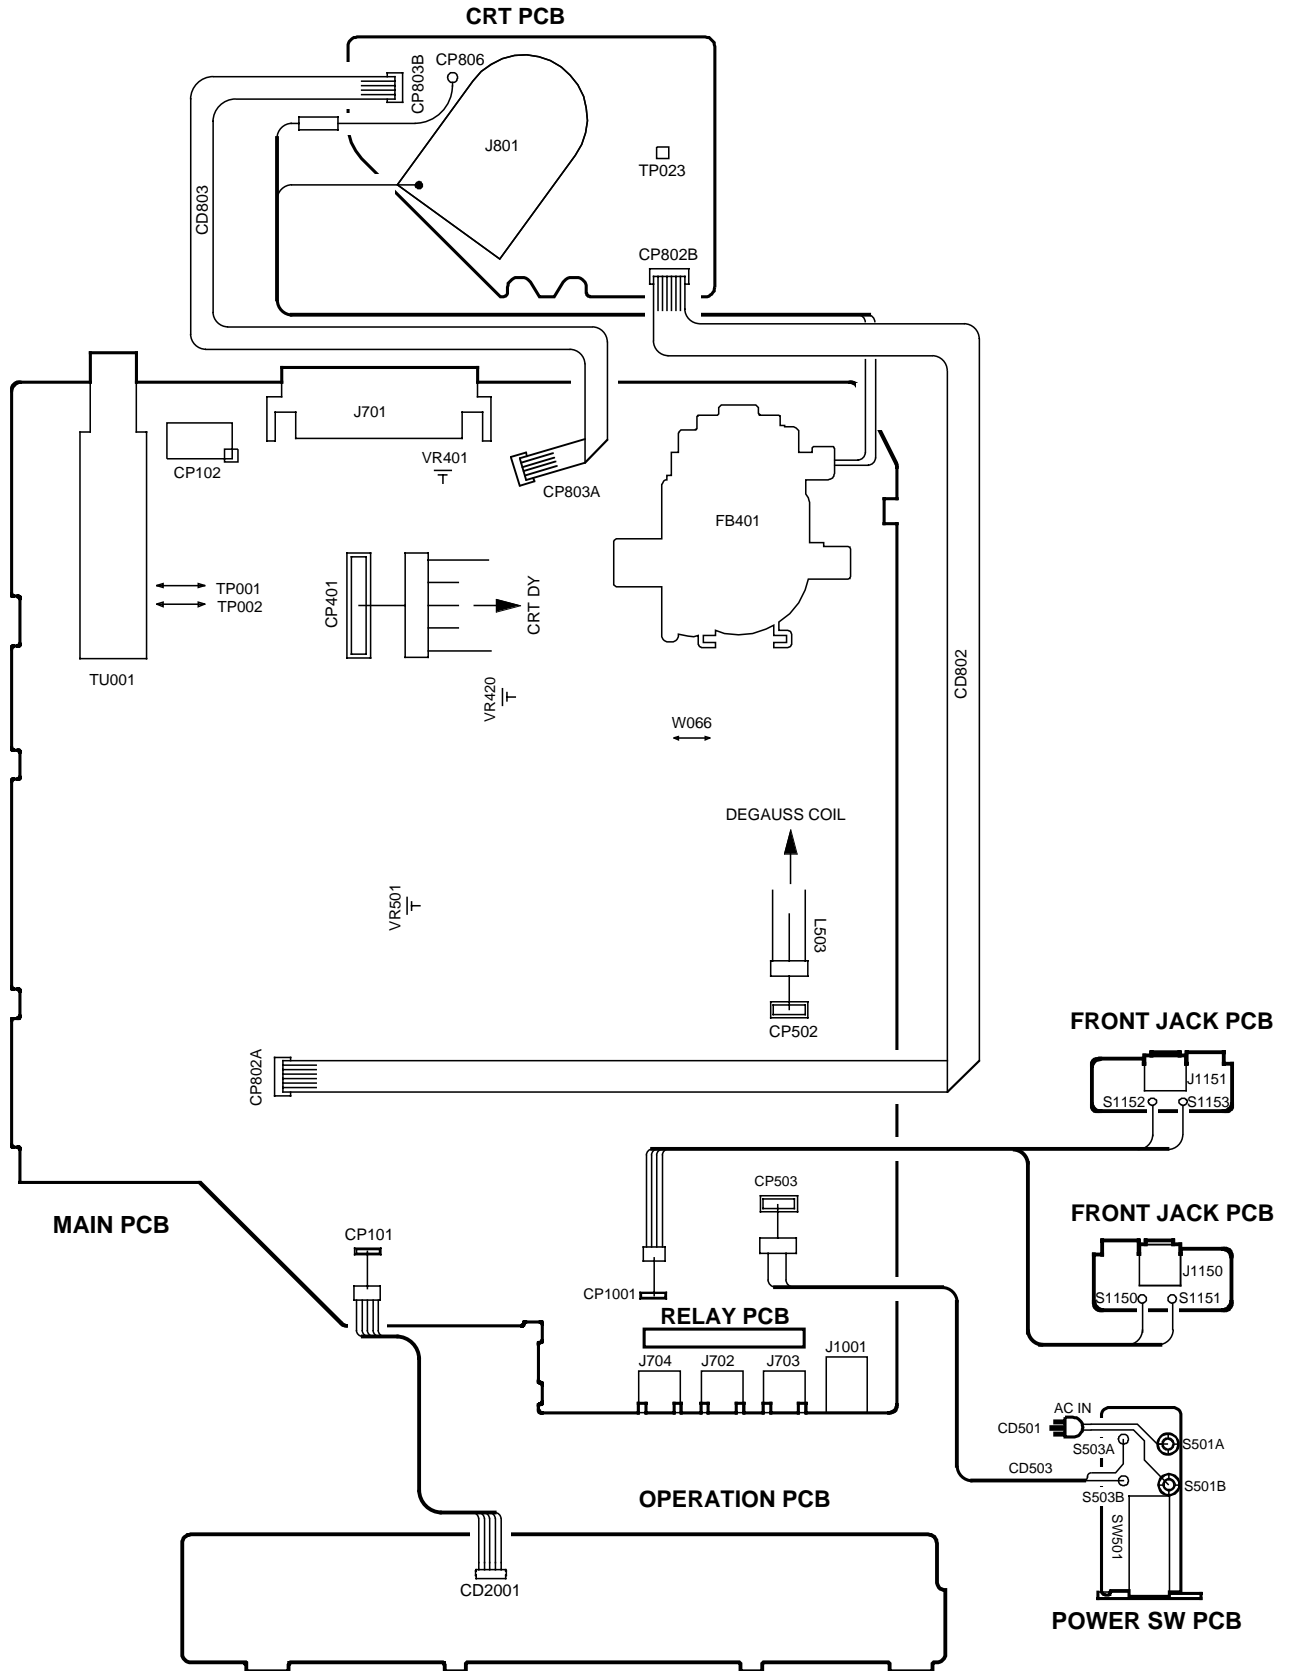 CRT PCB
CP803B
CP806
J801
TP023
CD803
CP802B
J701
CP102
VR401
CP803A
FB401
TP001
TP002
CP401
CRT DY
TU001
VR420
CD802
W066
DEGAUSS COIL
VR501
L503
CP502
FRONT JACK PCB
CP802A
J1151
S1152
S1153
CP503
MAIN PCB
FRONT JACK PCB
CP101
J1150
CP1001
S1150
S1151
RELAY PCB
J704
J702
J703
J1001
AC IN
CD501
S503A
S501A
CD503
S501B
S503B
OPERATION PCB
SW501
CD2001
POWER SW PCB